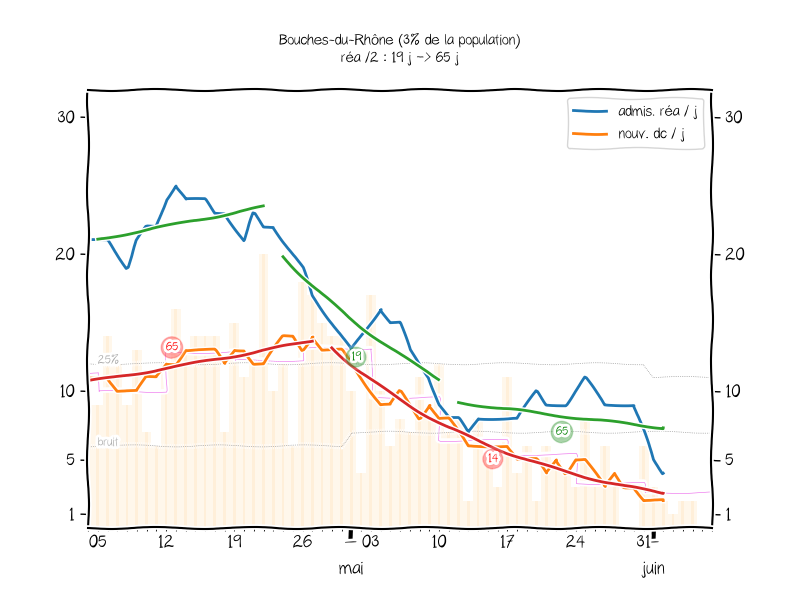 Bouches-du-Rhône (3% de la population)
réa /2 : 19 j -> 65 j
admis. réa / j
nouv. dc / j
30
30
20
20
65
19
25%
10
10
65
bruit
14
5
5
1
1
05 12 19 26 03 10 17 24 31
mai juin